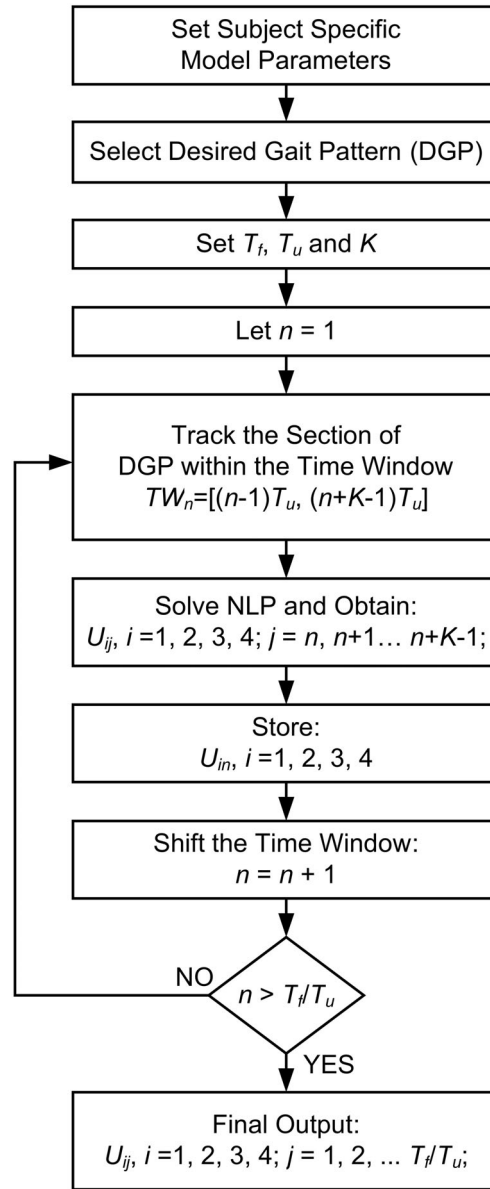 Set Subject Specific
Model Parameters
Select Desired Gait Pattern (DGP)
Set T_f, T_u and K
Let n = 1
Track the Section of
DGP within the Time Window
TW_n=[(n-1)T_u, (n+K-1)T_u]
Solve NLP and Obtain:
U_ij, i =1, 2, 3, 4; j = n, n+1... n+K-1;
Store:
U_in, i =1, 2, 3, 4
Shift the Time Window:
n = n + 1
NO
n > T_f/T_u
YES
Final Output:
U_ij, i =1, 2, 3, 4; j = 1, 2, ... T_f/T_u;